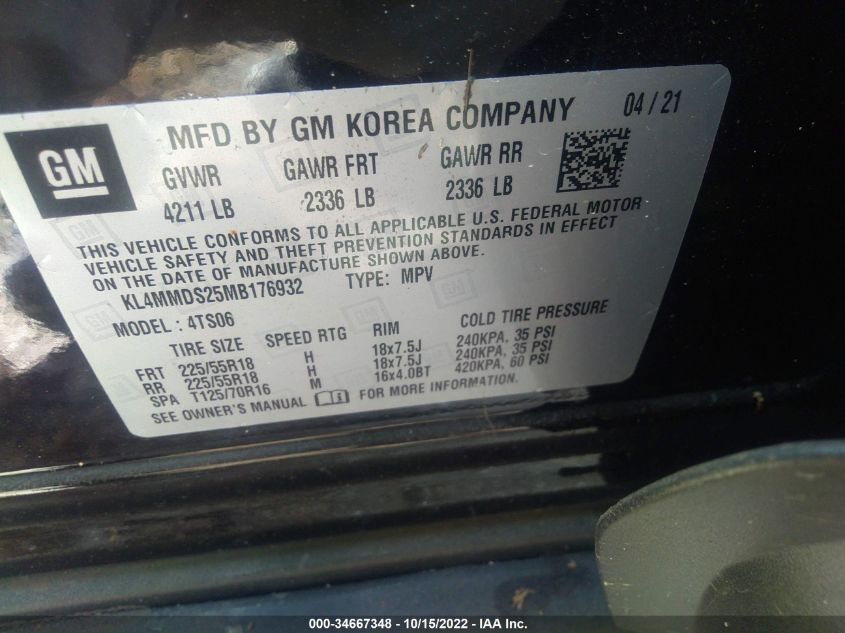 GM
MFD BY GM KOREA COMPANY 04 / 21
GVWR GAWR FRT GAWR RR
4211 LB 2336 LB 2336 LB
THIS VEHICLE CONFORMS TO ALL APPLICABLE U.S. FEDERAL MOTOR
VEHICLE SAFETY AND THEFT PREVENTION STANDARDS IN EFFECT
ON THE DATE OF MANUFACTURE SHOWN ABOVE.
KL4MMDS25MB176932 TYPE: MPV
MODEL : 4TS06
TIRE SIZE SPEED RTG RIM COLD TIRE PRESSURE
FRT 225/55R18 H 18x7.5J 240KPA, 35 PSI
RR 225/55R18 H 18x7.5J 240KPA, 35 PSI
SPA T125/70R16 M 16x4.0BT 420KPA, 60 PSI
SEE OWNER'S MANUAL FOR MORE INFORMATION.
000-34667348 - 10/15/2022 - IAA Inc.